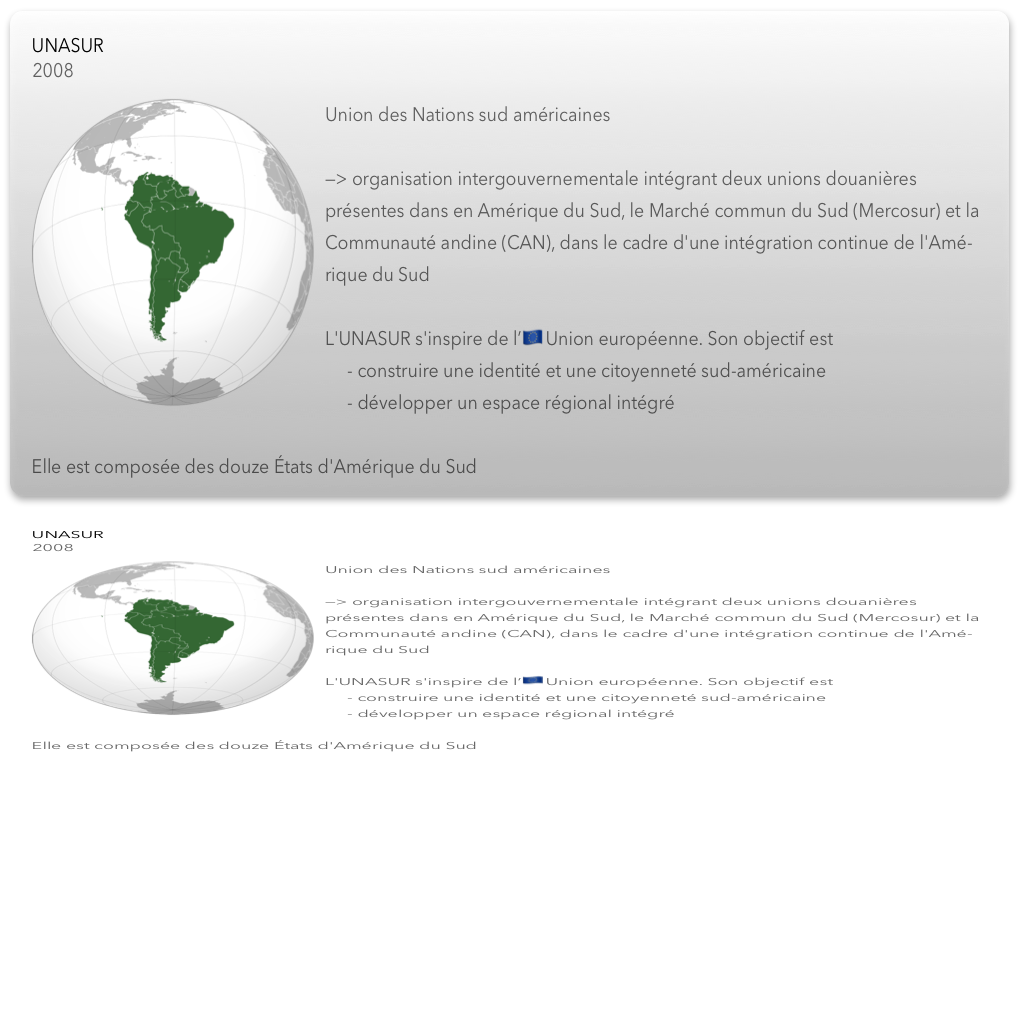 UNASUR
2008
Union des Nations sud américaines
—> organisation intergouvernementale intégrant deux unions douanières
présentes dans en Amérique du Sud, le Marché commun du Sud (Mercosur) et la
Communauté andine (CAN), dans le cadre d'une intégration continue de l'Amé-
rique du Sud
L'UNASUR s'inspire de l’🇪🇺Union européenne. Son objectif est
- construire une identité et une citoyenneté sud-américaine
- développer un espace régional intégré
Elle est composée des douze États d'Amérique du Sud
UNASUR
2008
Union des Nations sud américaines
—> organisation intergouvernementale intégrant deux unions douanières
présentes dans en Amérique du Sud, le Marché commun du Sud (Mercosur) et la
Communauté andine (CAN), dans le cadre d'une intégration continue de l'Amé-
rique du Sud
L'UNASUR s'inspire de l’🇪🇺Union européenne. Son objectif est
- construire une identité et une citoyenneté sud-américaine
- développer un espace régional intégré
Elle est composée des douze États d'Amérique du Sud